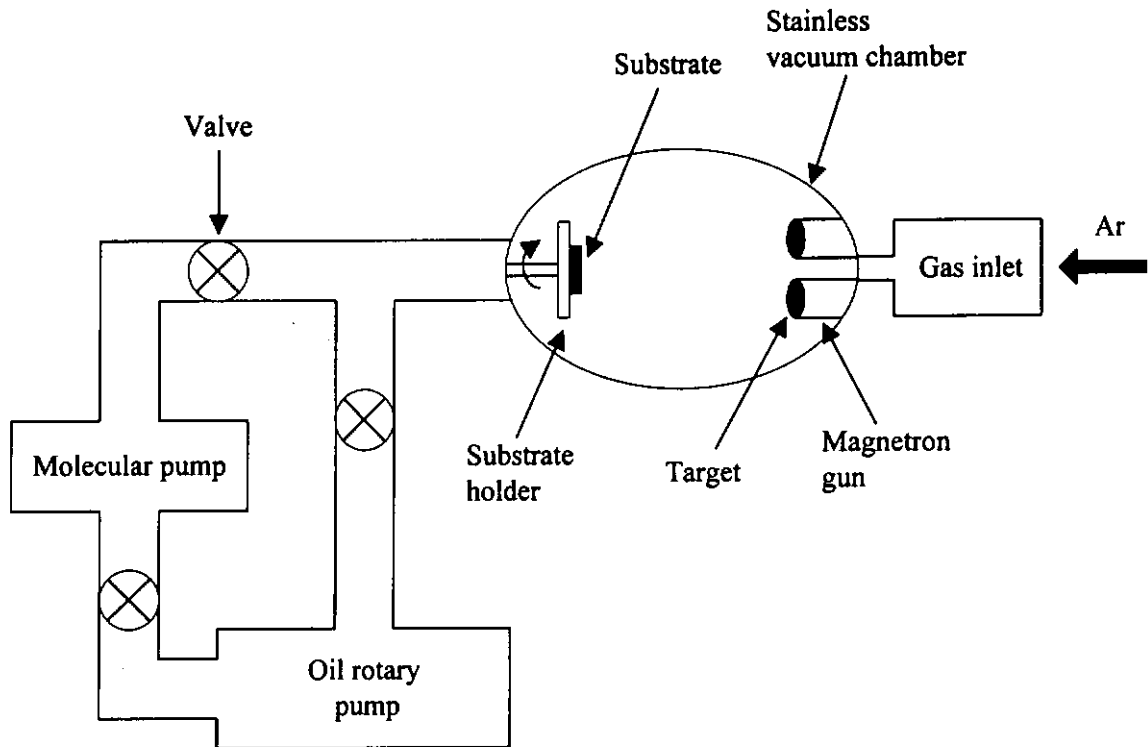 Stainless
vacuum chamber
Substrate
Valve
Ar
Gas inlet
Molecular pump
Substrate
holder
Target
Magnetron
gun
Oil rotary
pump